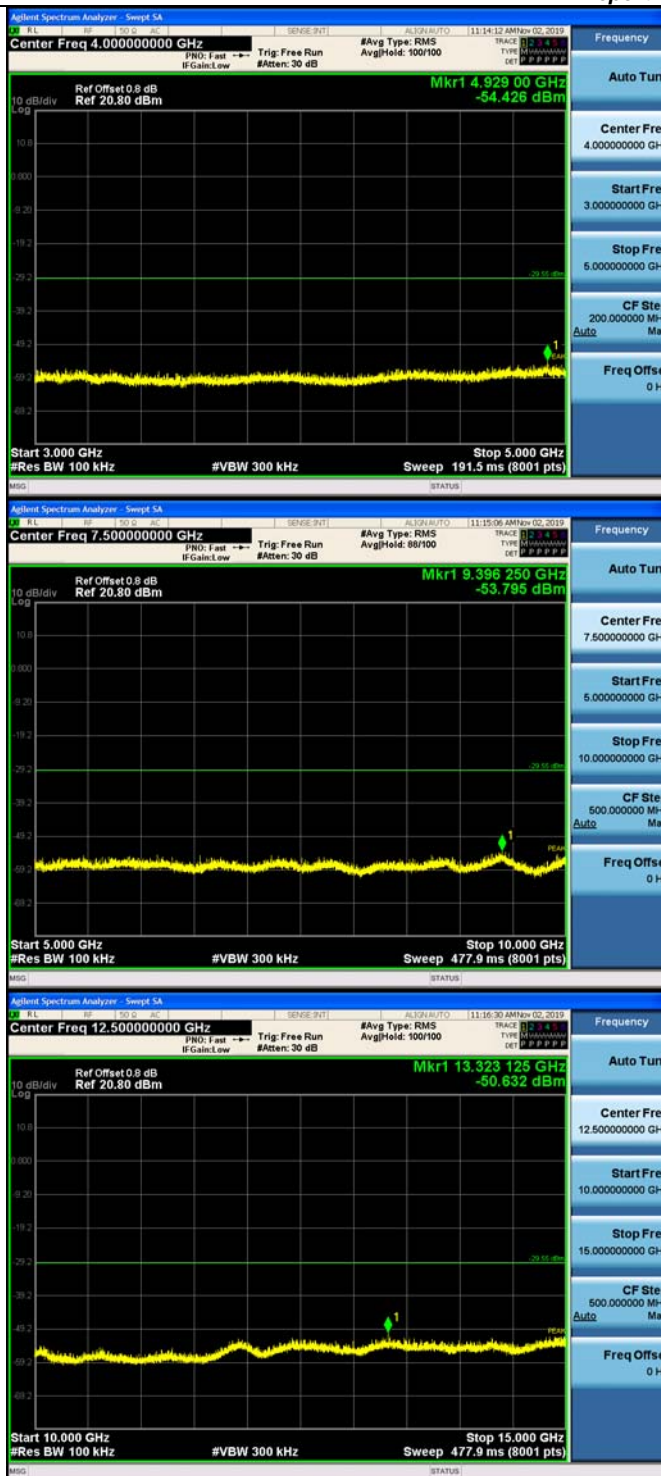 Agilent Spectrum Analyzer - Swept SA
RL RF 50 Ω AC SENSE:INT ALIGN AUTO 11:14:12 AM Nov 02, 2019
Center Freq 4.000000000 GHz #Avg Type: RMS TRACE 1 2 3 4 5 6 Frequency
PNO: Fast Trig: Free Run Avg|Hold: 100/100 TYPE
IFGain:Low #Atten: 30 dB DET P P P P P P
Auto Tun
Mkr1 4.929 00 GHz
Ref Offset 0.8 dB
10 dB/div Ref 20.80 dBm -54.426 dBm
Log
Center Fre
10.8
4.000000000 GH
0.800
Start Fre
-9.20
3.000000000 GH
-19.2
Stop Fre
-29.2 -29.55 dBm
5.000000000 GH
-39.2
CF Ste
200.000000 MH
Auto Ma
-49.2 1
PEAK
-59.2
Freq Offse
0 H
-69.2
Start 3.000 GHz Stop 5.000 GHz
#Res BW 100 kHz #VBW 300 kHz Sweep 191.5 ms (8001 pts)
MSG STATUS
Agilent Spectrum Analyzer - Swept SA
RL RF 50 Ω AC SENSE:INT ALIGN AUTO 11:15:06 AM Nov 02, 2019
Center Freq 7.500000000 GHz #Avg Type: RMS TRACE 1 2 3 4 5 6 Frequency
PNO: Fast Trig: Free Run Avg|Hold: 88/100 TYPE
IFGain:Low #Atten: 30 dB DET P P P P P P
Auto Tun
Mkr1 9.396 250 GHz
Ref Offset 0.8 dB
10 dB/div Ref 20.80 dBm -53.795 dBm
Log
Center Fre
10.8
7.500000000 GH
0.800
Start Fre
-9.20
5.000000000 GH
-19.2
Stop Fre
-29.2 -29.55 dBm
10.000000000 GH
-39.2
CF Ste
500.000000 MH
Auto Ma
-49.2 1
PEAK
-59.2
Freq Offse
0 H
-69.2
Start 5.000 GHz Stop 10.000 GHz
#Res BW 100 kHz #VBW 300 kHz Sweep 477.9 ms (8001 pts)
MSG STATUS
Agilent Spectrum Analyzer - Swept SA
RL RF 50 Ω AC SENSE:INT ALIGN AUTO 11:16:30 AM Nov 02, 2019
Center Freq 12.500000000 GHz #Avg Type: RMS TRACE 1 2 3 4 5 6 Frequency
PNO: Fast Trig: Free Run Avg|Hold: 100/100 TYPE
IFGain:Low #Atten: 30 dB DET P P P P P P
Auto Tun
Mkr1 13.323 125 GHz
Ref Offset 0.8 dB
10 dB/div Ref 20.80 dBm -50.632 dBm
Log
Center Fre
10.8
12.500000000 GH
0.800
Start Fre
-9.20
10.000000000 GH
-19.2
Stop Fre
-29.2 -29.55 dBm
15.000000000 GH
-39.2
CF Ste
500.000000 MH
Auto Ma
-49.2 1
PEAK
-59.2
Freq Offse
0 H
-69.2
Start 10.000 GHz Stop 15.000 GHz
#Res BW 100 kHz #VBW 300 kHz Sweep 477.9 ms (8001 pts)
MSG STATUS